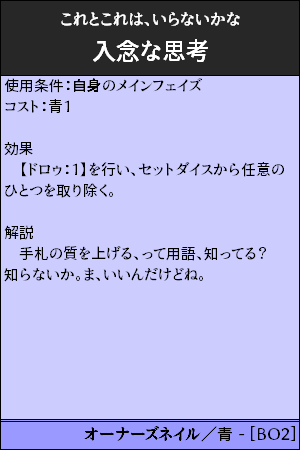 これとこれは、いらないかな
入念な思考
使用条件：自身のメインフェイズ
コスト：青1
効果
【ドロゥ：1】を行い、セットダイスから任意の
ひとつを取り除く。
解説
手札の質を上げる、って用語、知ってる？
知らないか。ま、いいんだけどね。
オーナーズネイル／青 - [BO2]